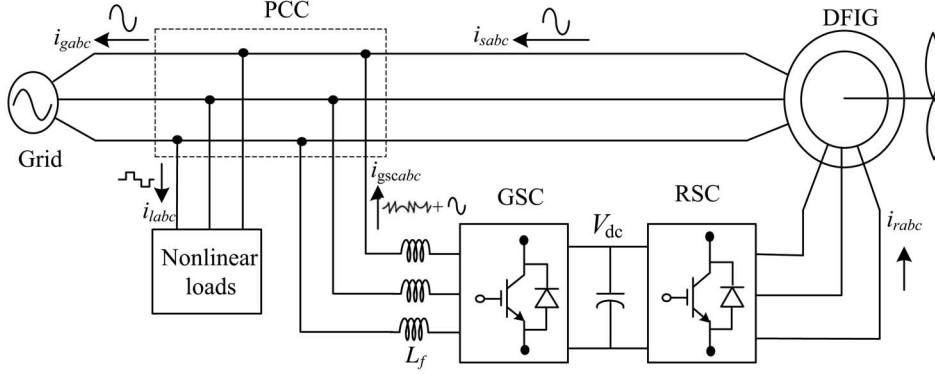 PCC
DFIG
i_gabc
i_sabc
Grid
i_labc
i_gscabc
GSC
RSC
V_dc
i_rabc
+
Nonlinear
loads
L_f